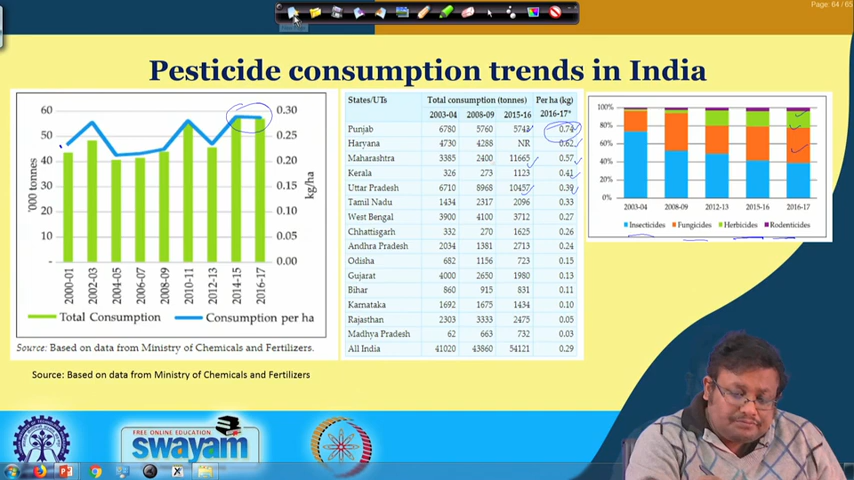 Page: 64 / 65
Pesticide consumption trends in India
60
50
40
30
20
10
-
'000 tonnes
0.30
0.25
0.20
0.15
0.10
0.05
0.00
kg/ha
2000-01
2002-03
2004-05
2006-07
2008-09
2010-11
2012-13
2014-15
2016-17
Total Consumption Consumption per ha
Source: Based on data from Ministry of Chemicals and Fertilizers.
Source: Based on data from Ministry of Chemicals and Fertilizers
States/UTs Total consumption (tonnes) Per ha (kg)
2003-04 2008-09 2015-16 2016-17*
Punjab 6780 5760 5743 0.74
Haryana 4730 4288 NR 0.62
Maharashtra 3385 2400 11665 0.57
Kerala 326 273 1123 0.41
Uttar Pradesh 6710 8968 10457 0.39
Tamil Nadu 1434 2317 2096 0.33
West Bengal 3900 4100 3712 0.27
Chhattisgarh 332 270 1625 0.26
Andhra Pradesh 2034 1381 2713 0.24
Odisha 682 1156 723 0.15
Gujarat 4000 2650 1980 0.13
Bihar 860 915 831 0.11
Karnataka 1692 1675 1434 0.10
Rajasthan 2303 3333 2475 0.05
Madhya Pradesh 62 663 732 0.03
All India 41020 43860 54121 0.29
100%
80%
60%
40%
20%
0%
2003-04 2008-09 2012-13 2015-16 2016-17
Insecticides Fungicides Herbicides Rodenticides
FREE ONLINE EDUCATION
swayam